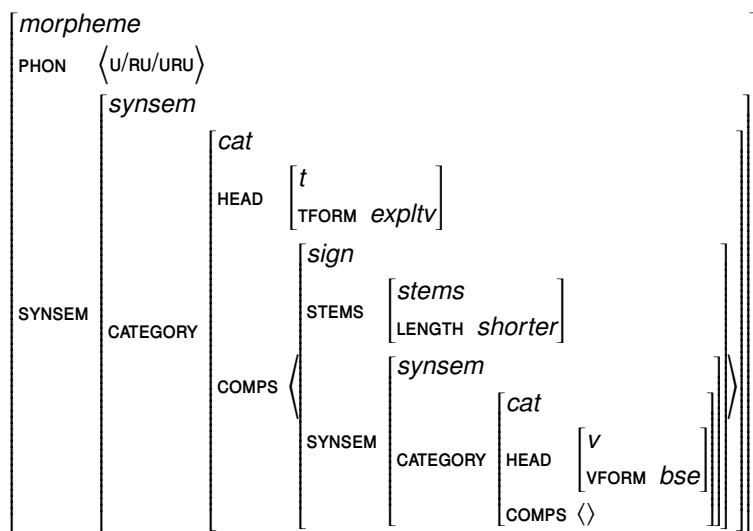 morpheme
PHON ⟨U/RU/URU⟩
synsem
cat
HEAD t
TFORM expltv
sign
STEMS stems
LENGTH shorter
SYNSEM CATEGORY COMPS ⟨ synsem
cat
SYNSEM CATEGORY HEAD v
VFORM bse
COMPS ⟨⟩ ⟩